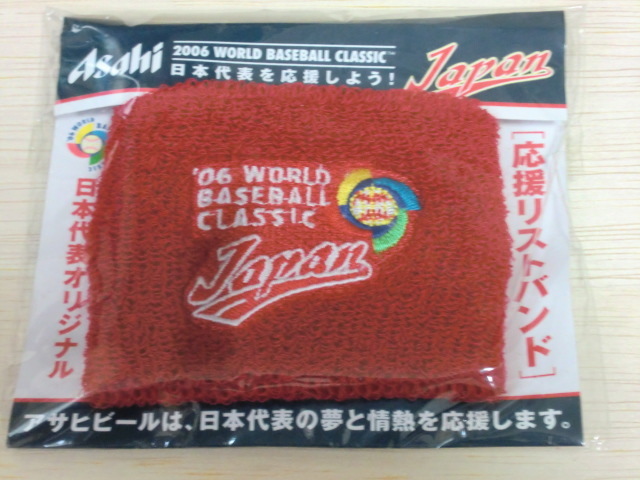 Asahi
2006 WORLD BASEBALL CLASSIC™
日本代表を応援しよう!
Japan
日本代表オリジナル
'06 WORLD
BASEBALL
CLASSIC
Japan
[応援リストバンド]
アサヒビールは、日本代表の夢と情熱を応援します。